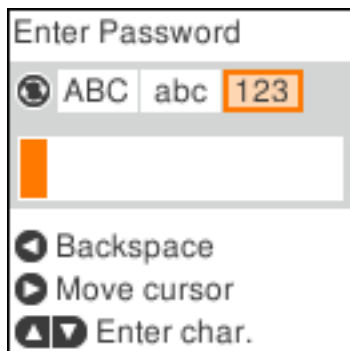 Enter Password
ABC abc 123
Backspace
Move cursor
Enter char.